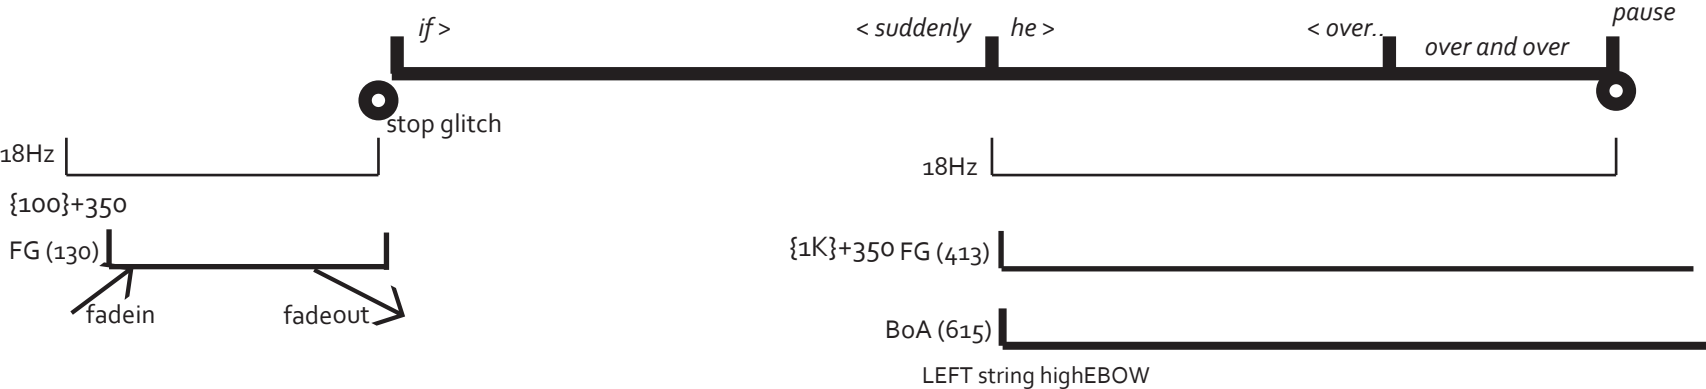 pause
if >
< suddenly
he >
< over..
over and over
stop glitch
18Hz
18Hz
{100}+350
FG (130)
{1K}+350 FG (413)
fadein
fadeout
BoA (615)
LEFT string highEBOW